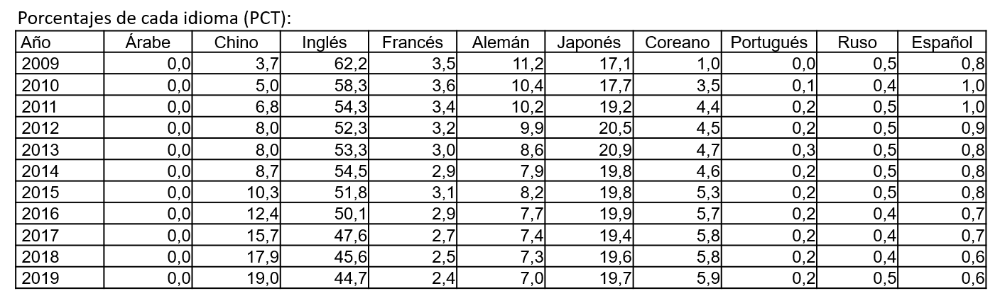 Porcentajes de cada idioma (PCT):
Año Árabe Chino Inglés Francés Alemán Japonés Coreano Portugués Ruso Español
2009 0,0 3,7 62,2 3,5 11,2 17,1 1,0 0,0 0,5 0,8
2010 0,0 5,0 58,3 3,6 10,4 17,7 3,5 0,1 0,4 1,0
2011 0,0 6,8 54,3 3,4 10,2 19,2 4,4 0,2 0,5 1,0
2012 0,0 8,0 52,3 3,2 9,9 20,5 4,5 0,2 0,5 0,9
2013 0,0 8,0 53,3 3,0 8,6 20,9 4,7 0,3 0,5 0,8
2014 0,0 8,7 54,5 2,9 7,9 19,8 4,6 0,2 0,5 0,8
2015 0,0 10,3 51,8 3,1 8,2 19,8 5,3 0,2 0,5 0,8
2016 0,0 12,4 50,1 2,9 7,7 19,9 5,7 0,2 0,4 0,7
2017 0,0 15,7 47,6 2,7 7,4 19,4 5,8 0,2 0,4 0,7
2018 0,0 17,9 45,6 2,5 7,3 19,6 5,8 0,2 0,4 0,6
2019 0,0 19,0 44,7 2,4 7,0 19,7 5,9 0,2 0,5 0,6